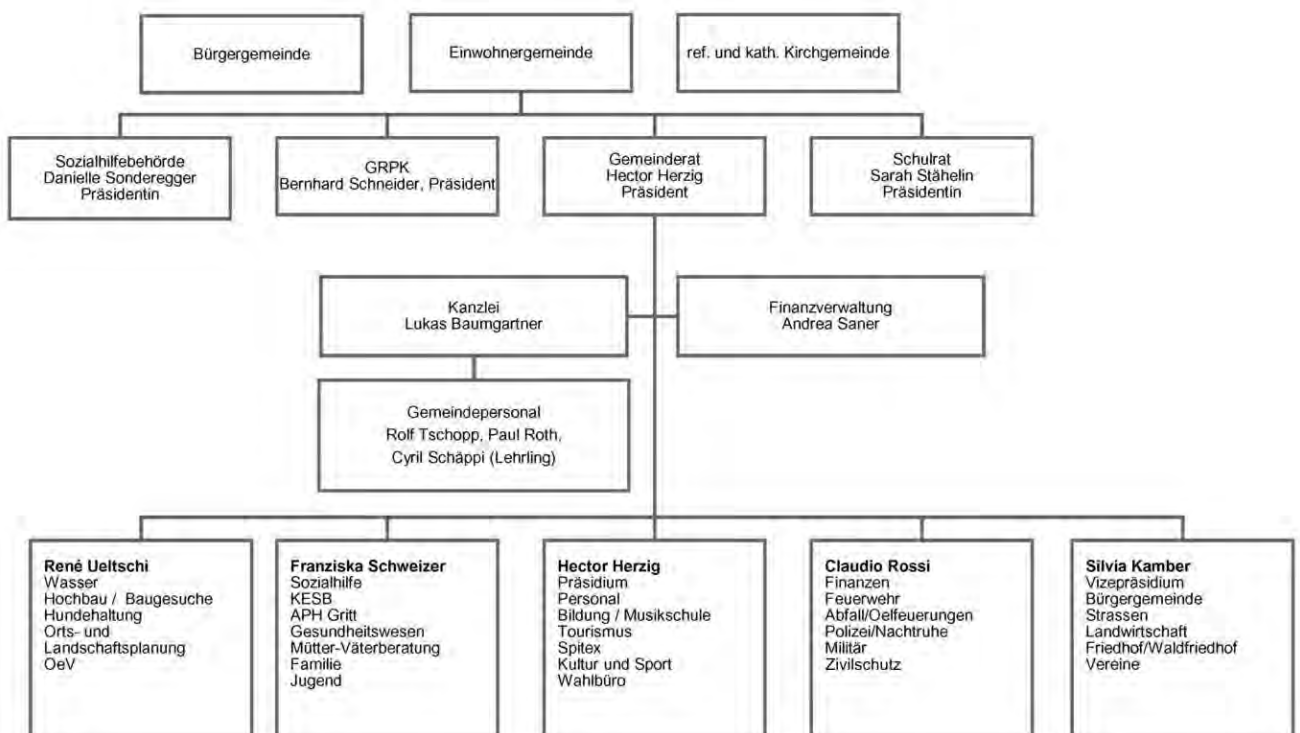 Bürgergemeinde
Einwohnergemeinde
ref. und kath. Kirchgemeinde
Sozialhilfebehörde
Danielle Sonderegger
Präsidentin
GRPK
Bernhard Schneider, Präsident
Gemeinderat
Hector Herzig
Präsident
Schulrat
Sarah Stähelin
Präsidentin
Kanzlei
Lukas Baumgartner
Finanzverwaltung
Andrea Saner
Gemeindepersonal
Rolf Tschopp, Paul Roth,
Cyril Schäppi (Lehrling)
René Ueltschi
Wasser
Hochbau / Baugesuche
Hundehaltung
Orts- und
Landschaftsplanung
OeV
Franziska Schweizer
Sozialhilfe
KESB
APH Gritt
Gesundheitswesen
Mütter-Väterberatung
Familie
Jugend
Hector Herzig
Präsidium
Personal
Bildung / Musikschule
Tourismus
Spitex
Kultur und Sport
Wahlbüro
Claudio Rossi
Finanzen
Feuerwehr
Abfall/Oelfeuerungen
Polizei/Nachtruhe
Militär
Zivilschutz
Silvia Kamber
Vizepräsidium
Bürgergemeinde
Strassen
Landwirtschaft
Friedhof/Waldfriedhof
Vereine